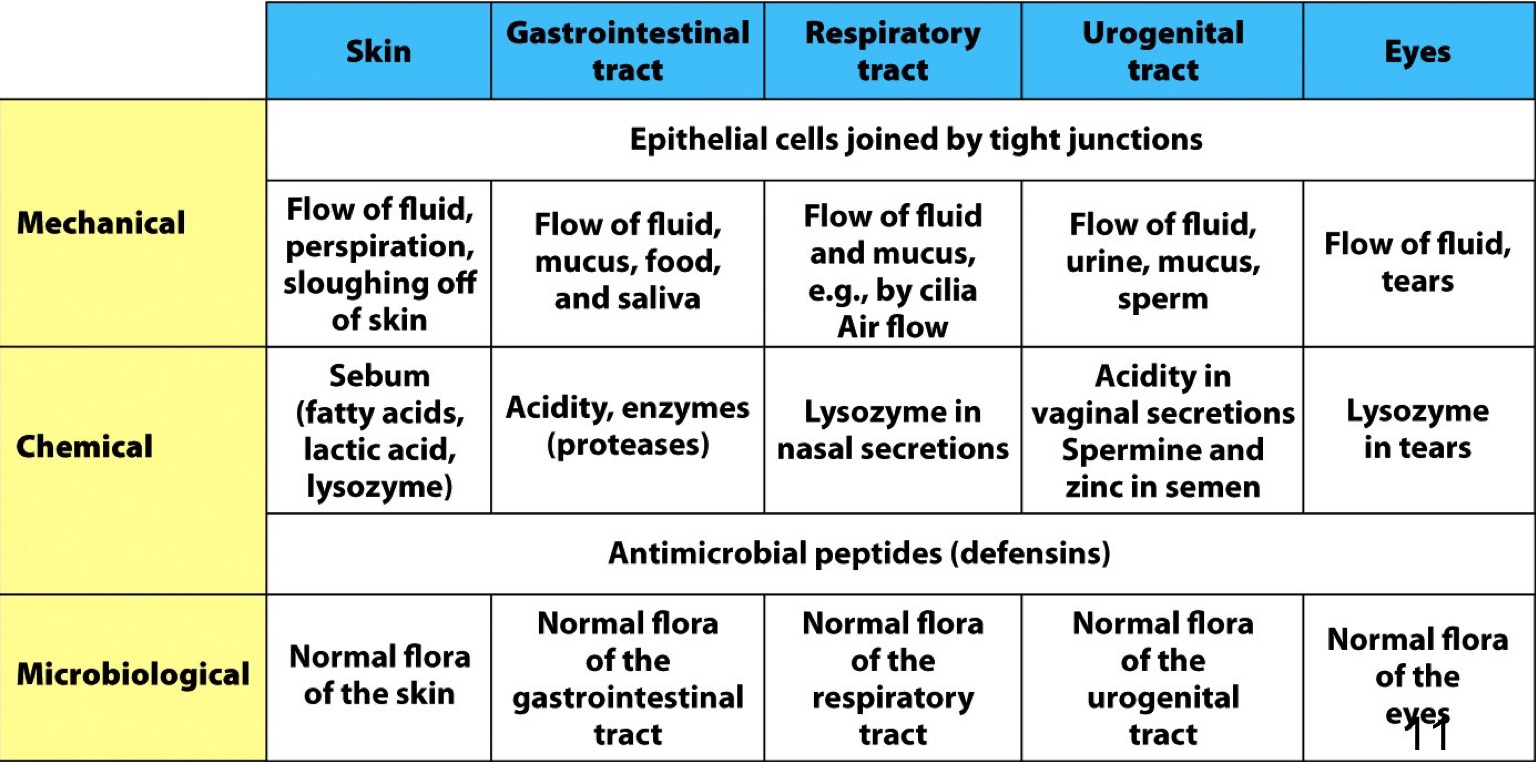 Skin
Gastrointestinal
tract
Respiratory
tract
Urogenital
tract
Eyes
Mechanical
Epithelial cells joined by tight junctions
Flow of fluid,
perspiration,
sloughing off
of skin
Flow of fluid,
mucus, food,
and saliva
Flow of fluid
and mucus,
e.g., by cilia
Air flow
Flow of fluid,
urine, mucus,
sperm
Flow of fluid,
tears
Chemical
Sebum
(fatty acids,
lactic acid,
lysozyme)
Acidity, enzymes
(proteases)
Lysozyme in
nasal secretions
Acidity in
vaginal secretions
Spermine and
zinc in semen
Lysozyme
in tears
Antimicrobial peptides (defensins)
Microbiological
Normal flora
of the skin
Normal flora
of the
gastrointestinal
tract
Normal flora
of the
respiratory
tract
Normal flora
of the
urogenital
tract
Normal flora
of the
eyes
11